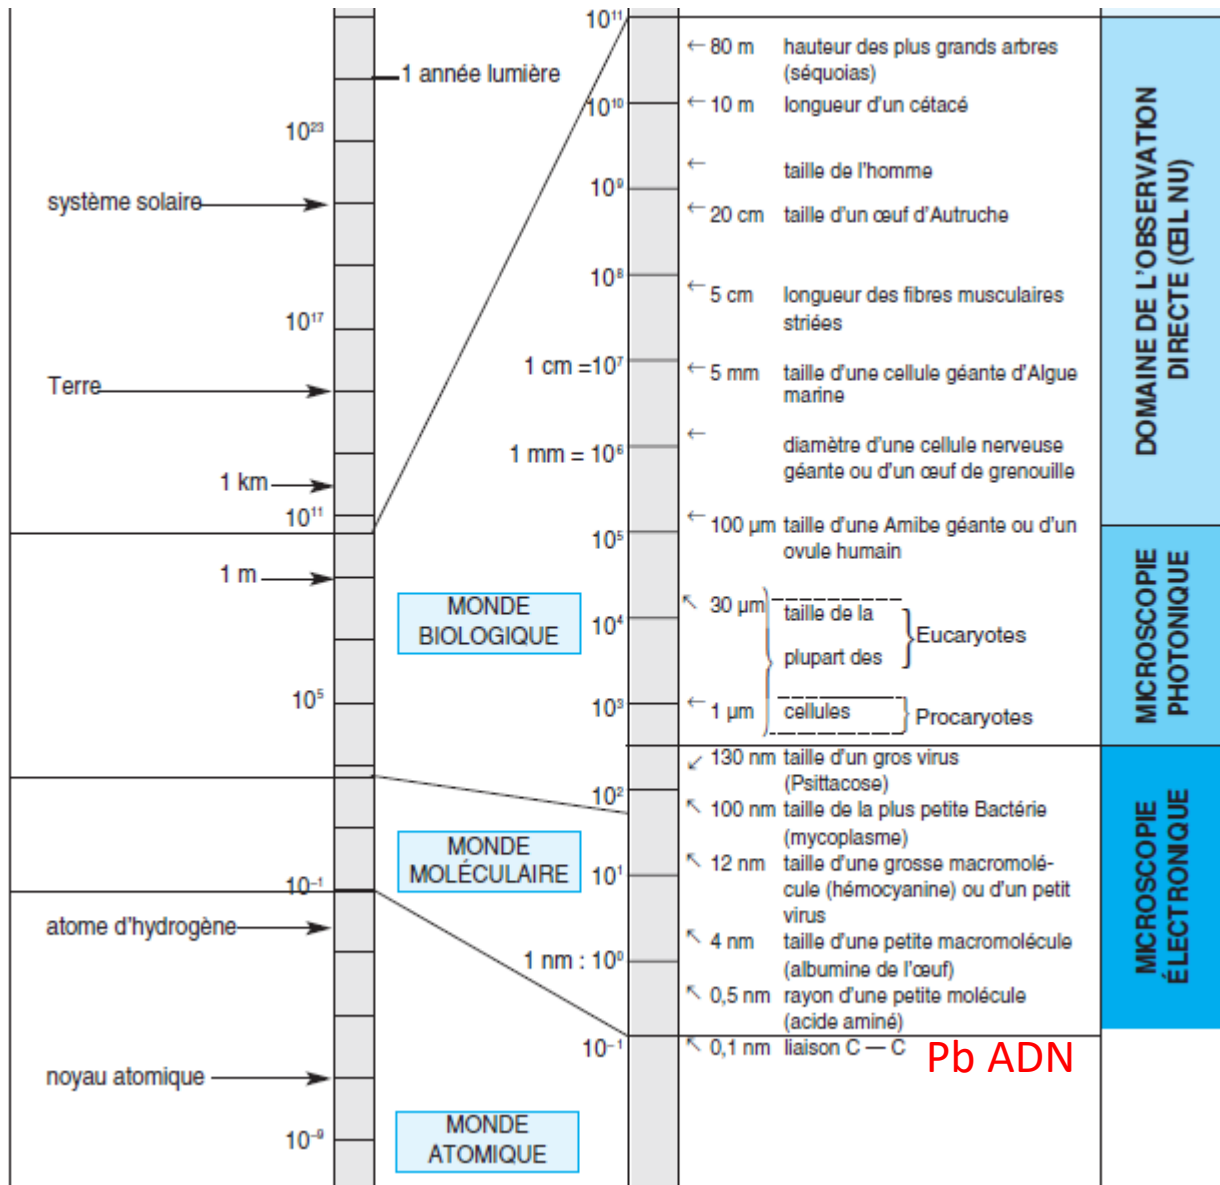 1 année lumière
10²³
système solaire
10¹⁷
Terre
1 km
10¹¹
1 m
10⁵
10⁻¹
atome d'hydrogène
noyau atomique
10⁻⁹
MONDE
BIOLOGIQUE
MONDE
MOLÉCULAIRE
MONDE
ATOMIQUE
10¹¹
10¹⁰
10⁹
10⁸
1 cm =10⁷
1 mm = 10⁶
10⁵
10⁴
10³
10²
10¹
1 nm : 10⁰
10⁻¹
← 80 m hauteur des plus grands arbres
(séquoias)
← 10 m longueur d'un cétacé
← taille de l'homme
← 20 cm taille d'un œuf d'Autruche
← 5 cm longueur des fibres musculaires
striées
← 5 mm taille d'une cellule géante d'Algue
marine
← diamètre d'une cellule nerveuse
géante ou d'un œuf de grenouille
← 100 µm taille d'une Amibe géante ou d'un
ovule humain
↖ 30 µm taille de la
plupart des
Eucaryotes
← 1 µm cellules
Procaryotes
↙ 130 nm taille d'un gros virus
(Psittacose)
↖ 100 nm taille de la plus petite Bactérie
(mycoplasme)
↖ 12 nm taille d'une grosse macromolé-
cule (hémocyanine) ou d'un petit
virus
↖ 4 nm taille d'une petite macromolécule
(albumine de l'œuf)
↖ 0,5 nm rayon d'une petite molécule
(acide aminé)
↖ 0,1 nm liaison C — C
Pb ADN
DOMAINE DE L'OBSERVATION
DIRECTE (ŒIL NU)
MICROSCOPIE
PHOTONIQUE
MICROSCOPIE
ÉLECTRONIQUE